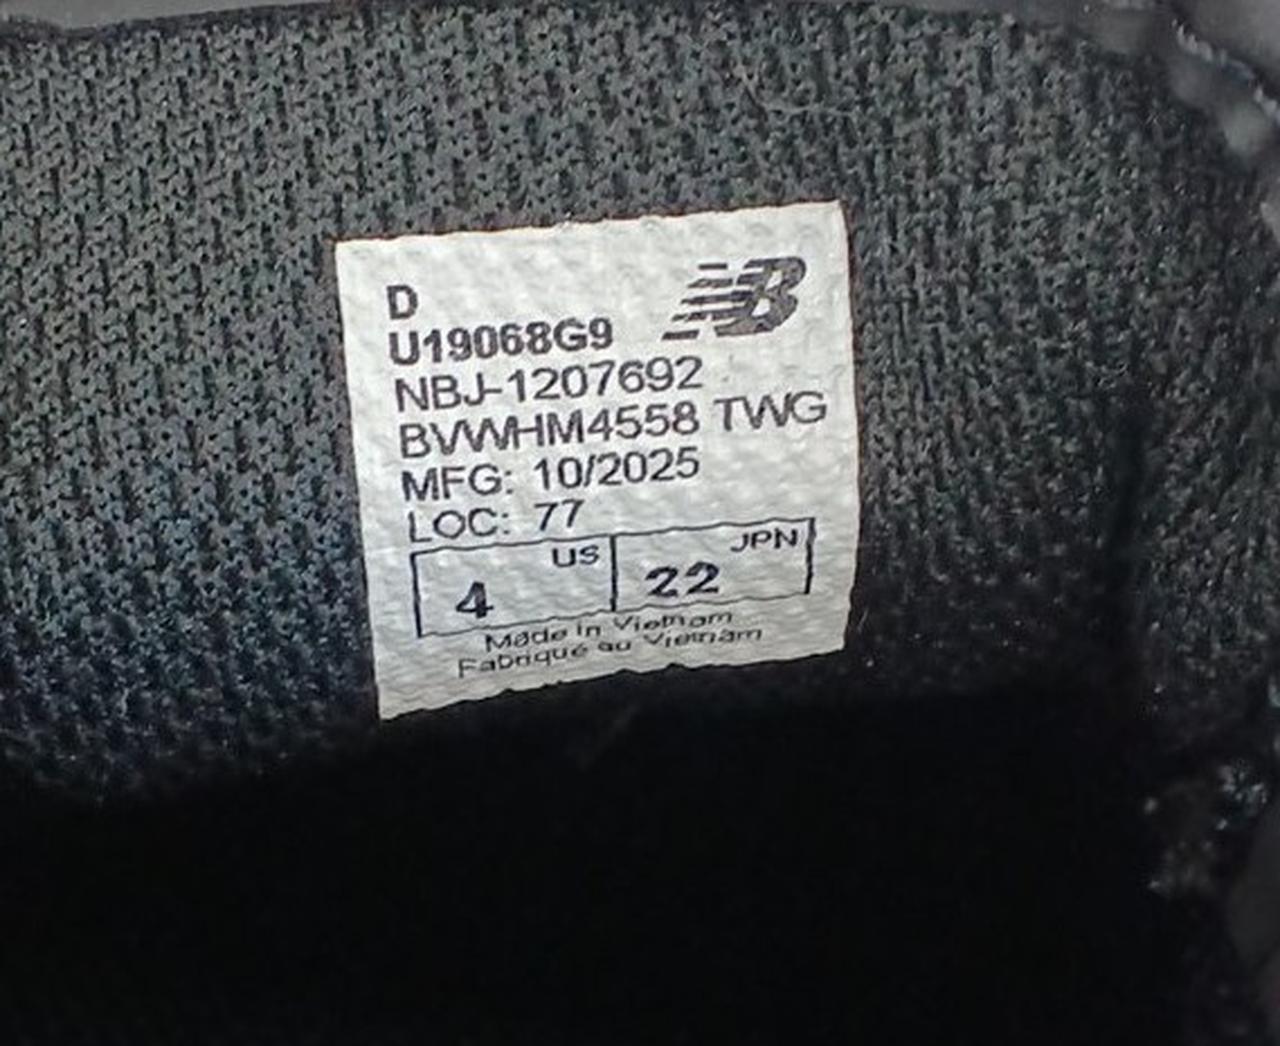 D
U19068G9
NBJ-1207692
BVWHM4558 TWG
MFG: 10/2025
LOC: 77
US JPN
4 22
Made in Vietnam
Fabriqué au Vietnam